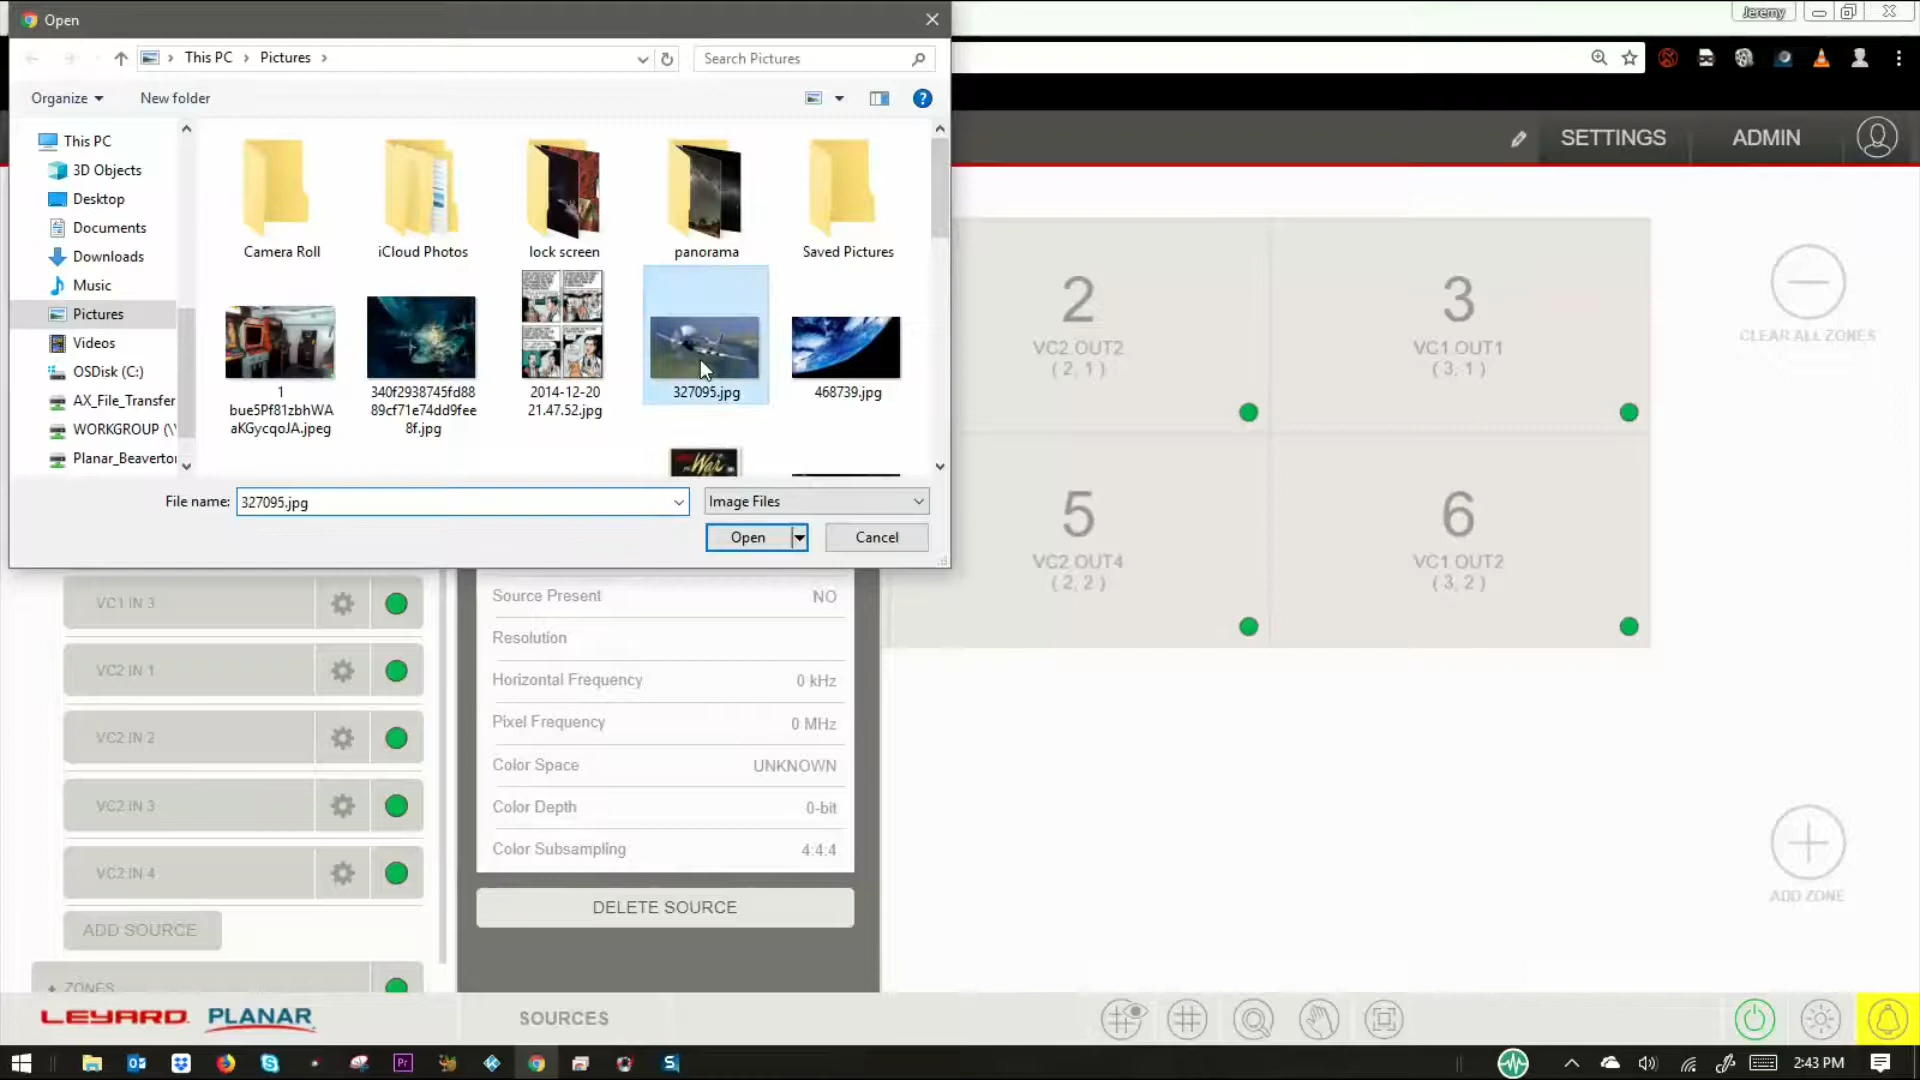 Open
Jeremy
This PC
Pictures
Search Pictures
Organize
New folder
This PC
3D Objects
Desktop
Documents
Downloads
Music
Pictures
Videos
OSDisk (C:)
AX_File_Transfer
WORKGROUP (\\
Planar_Beaverton
Camera Roll
iCloud Photos
lock screen
panorama
Saved Pictures
1
bue5Pf81zbhWA
aKGycqoJA.jpeg
340f2938745fd88
89cf71e74dd9fee
8f.jpg
2014-12-20
21.47.52.jpg
327095.jpg
468739.jpg
War
File name:
327095.jpg
Image Files
Open
Cancel
SETTINGS
ADMIN
2
VC2 OUT2
( 2, 1 )
3
VC1 OUT1
( 3, 1 )
5
VC2 OUT4
( 2, 2 )
6
VC1 OUT2
( 3, 2 )
CLEAR ALL ZONES
ADD ZONE
VC1 IN 3
VC2 IN 1
VC2 IN 2
VC2 IN 3
VC2 IN 4
ADD SOURCE
+ ZONES
Source Present NO
Resolution
Horizontal Frequency 0 kHz
Pixel Frequency 0 MHz
Color Space UNKNOWN
Color Depth 0-bit
Color Subsampling 4:4:4
DELETE SOURCE
LEYARD PLANAR
SOURCES
Pr
S
2:43 PM